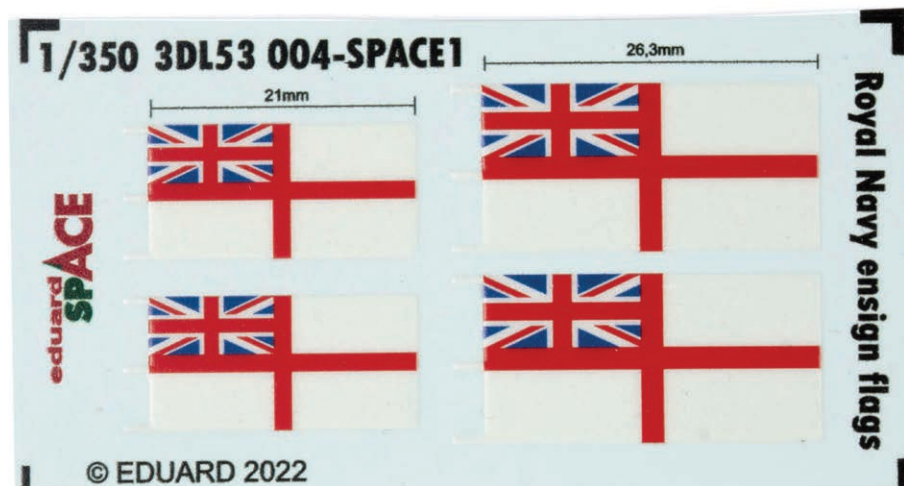 1/350 3DL53 004-SPACE1
21mm
26,3mm
Royal Navy ensign flags
eduard
SPACE
© EDUARD 2022